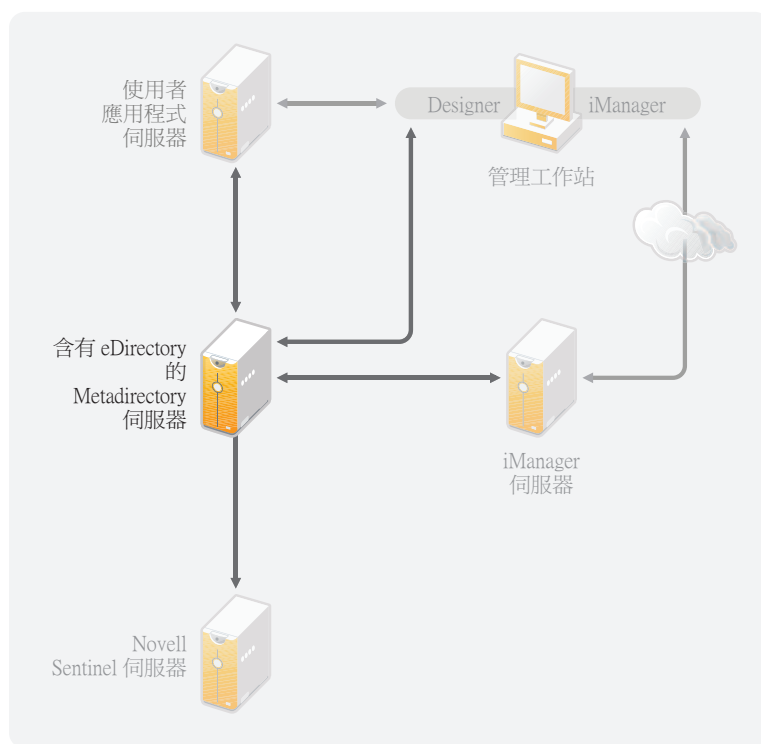 使用者
應用程式
伺服器
Designer
iManager
管理工作站
含有 eDirectory
的
Metadirectory
伺服器
iManager
伺服器
Novell
Sentinel 伺服器